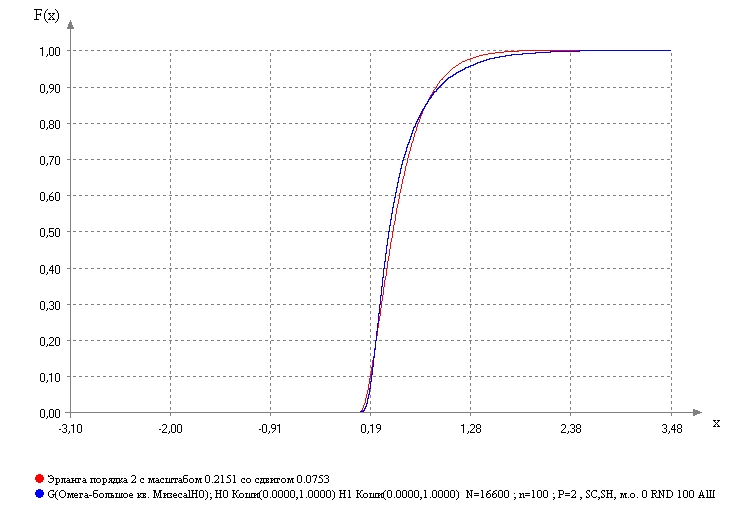 F(x)
1,00
0,90
0,80
0,70
0,60
0,50
0,40
0,30
0,20
0,10
0,00
-3,10 -2,00 -0,91 0,19 1,28 2,38 3,48
x
Эрланга порядка 2 с масштабом 0.2151 со сдвигом 0.0753
G(Омега-большое кв. Мизеса|H0); H0 Коши(0.0000,1.0000) H1 Коши(0.0000,1.0000) N=16600 ; n=100 ; P=2 , SC,SH, м.о. 0 RND 100 АШ